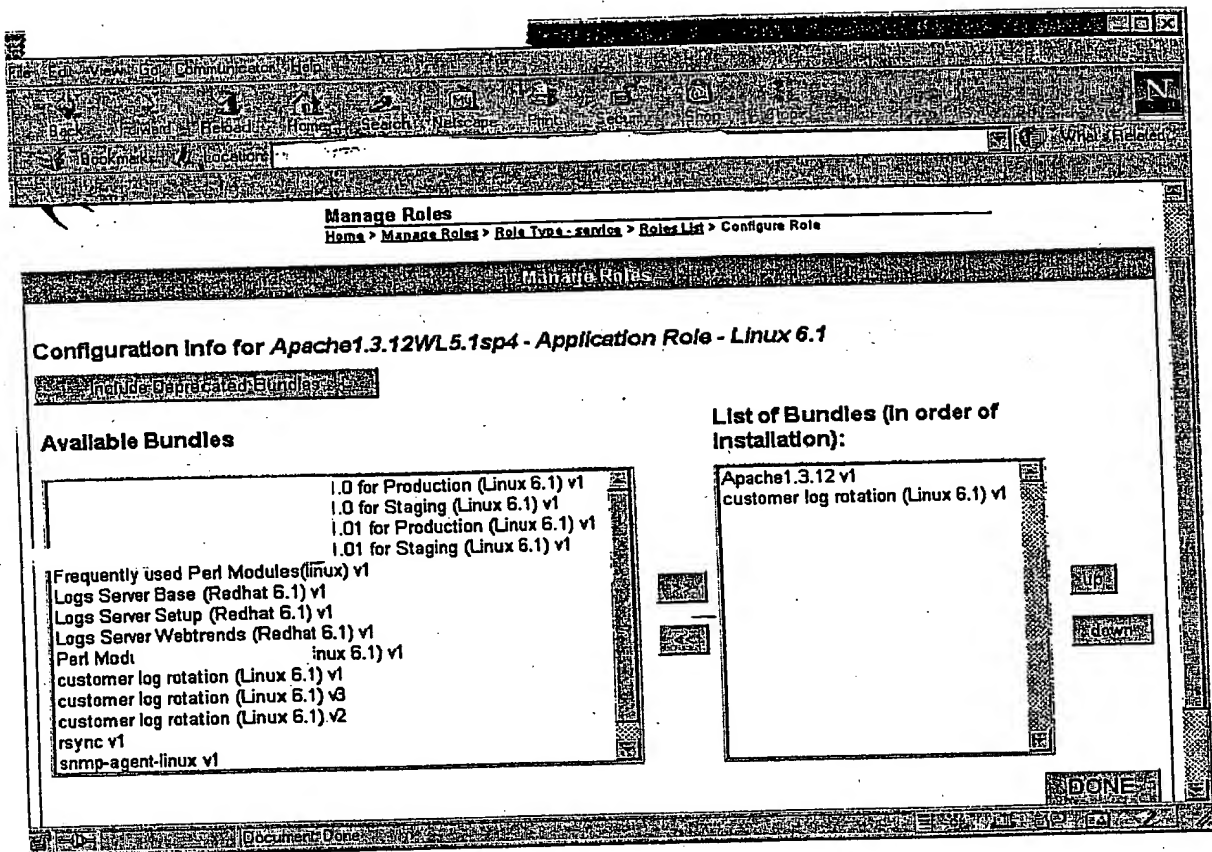 File Edit View Go Communicator Help
Back Forward Reload Home Search Netscape Print Security Shop Stop
N
Bookmarks Location: What's Related
Manage Roles
Home > Manage Roles > Role Type - service > Roles List > Configure Role
Manage Roles
Configuration Info for Apache1.3.12WL5.1sp4 - Application Role - Linux 6.1
Include Deprecated Bundles
Available Bundles
List of Bundles (in order of Installation):
.0 for Production (Linux 6.1) v1
.0 for Staging (Linux 6.1) v1
.01 for Production (Linux 6.1) v1
.01 for Staging (Linux 6.1) v1
Frequently used Perl Modules(linux) v1
Logs Server Base (Redhat 6.1) v1
Logs Server Setup (Redhat 6.1) v1
Logs Server Webtrends (Redhat 6.1) v1
Perl Modu inux 6.1) v1
customer log rotation (Linux 6.1) v1
customer log rotation (Linux 6.1) v3
customer log rotation (Linux 6.1) v2
rsync v1
snmp-agent-linux v1
<<
Apache1.3.12 v1
customer log rotation (Linux 6.1) v1
up
down
DONE
Document: Done